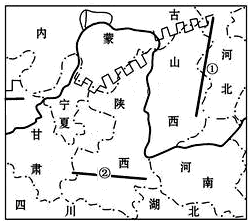 内 蒙 古
河 北
山 西
①
宁 夏
陕 西
甘 肃
②
河 南
四 川
湖 北